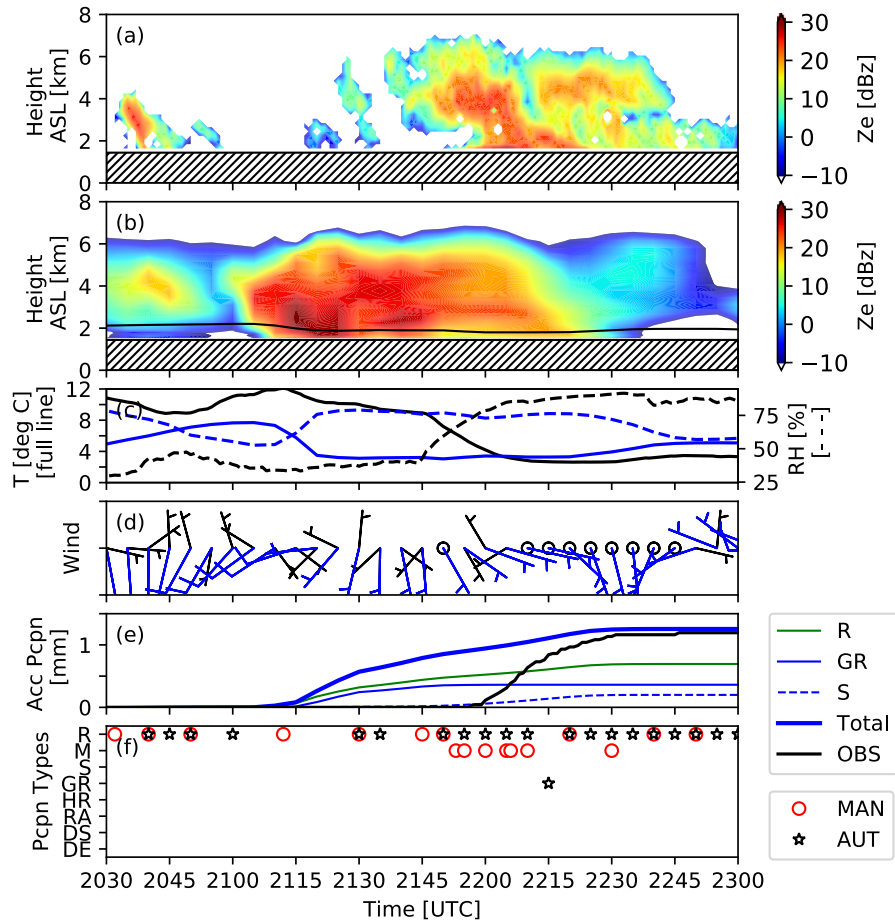 8
6
4
2
0
Height
ASL [km]
(a)
30
20
10
0
−10
Ze [dBz]
8
6
4
2
0
Height
ASL [km]
(b)
30
20
10
0
−10
Ze [dBz]
12
8
4
0
T [deg C]
[full line]
(c)
75
50
25
RH [%]
[- - -]
Wind
(d)
1
0
Acc Pcpn
[mm]
(e)
R
GR
S
Total
OBS
Pcpn Types
R
M
S
GR
HR
RA
DS
DE
(f)
MAN
AUT
2030 2045 2100 2115 2130 2145 2200 2215 2230 2245 2300
Time [UTC]